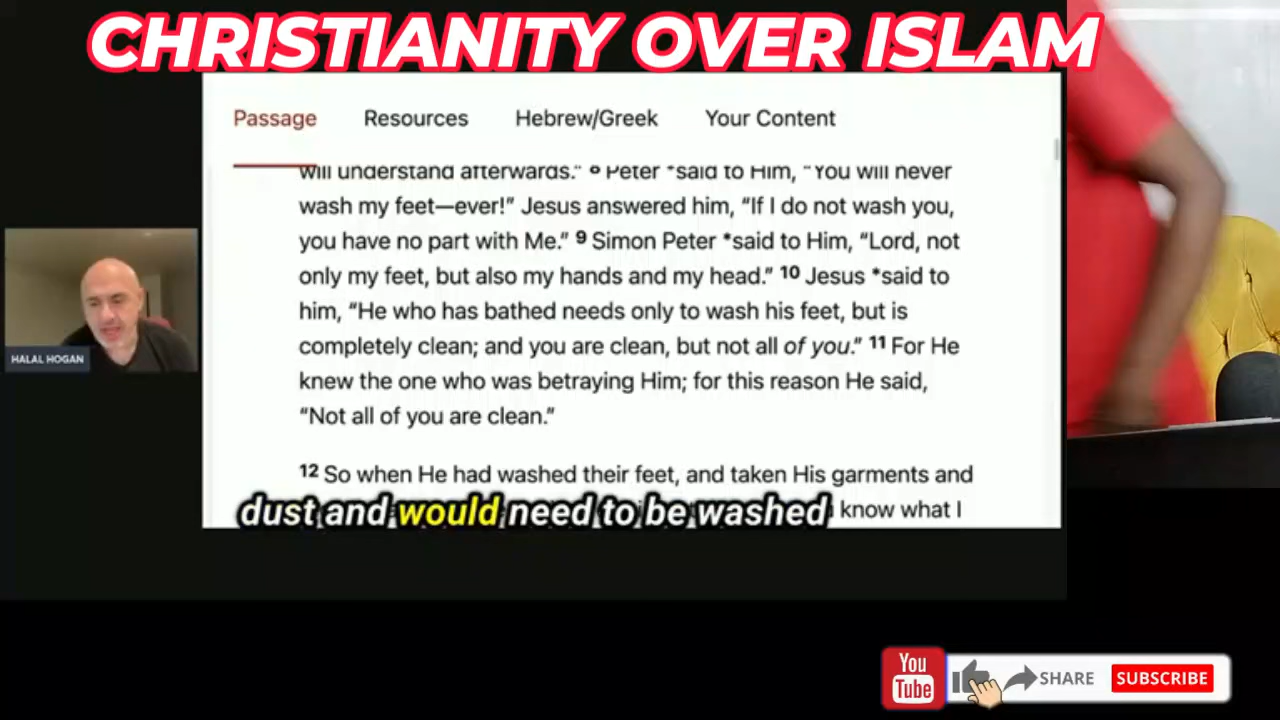 CHRISTIANITY OVER ISLAM
Passage Resources Hebrew/Greek Your Content
will understand afterwards.” 8 Peter *said to Him, “You will never
wash my feet—ever!” Jesus answered him, “If I do not wash you,
you have no part with Me.” 9 Simon Peter *said to Him, “Lord, not
only my feet, but also my hands and my head.” 10 Jesus *said to
him, “He who has bathed needs only to wash his feet, but is
completely clean; and you are clean, but not all of you.” 11 For He
knew the one who was betraying Him; for this reason He said,
“Not all of you are clean.”
12 So when He had washed their feet, and taken His garments and
know what I
dust and would need to be washed
HALAL HOGAN
You
Tube
SHARE
SUBSCRIBE